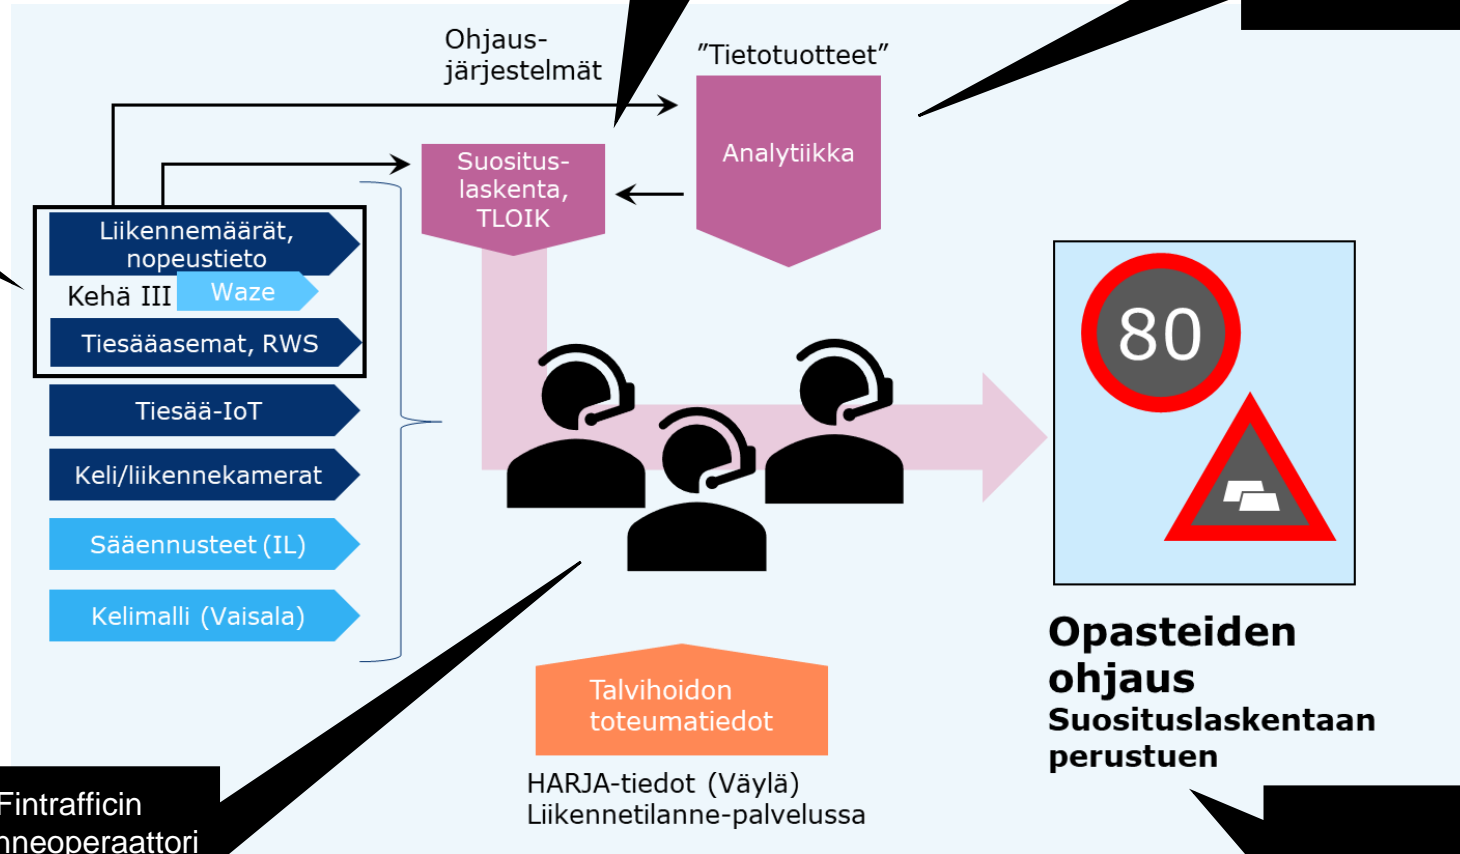 Ohjaus-
järjestelmät
”Tietotuotteet”
Analytiikka
Suositus-
laskenta,
TLOIK
Liikennemäärät,
nopeustieto
Kehä III
Waze
Tiesääasemat, RWS
Tiesää-IoT
Keli/liikennekamerat
Sääennusteet (IL)
Kelimalli (Vaisala)
80
Opasteiden
ohjaus
Suosituslaskentaan
perustuen
Talvihoidon
toteumatiedot
HARJA-tiedot (Väylä)
Liikennetilanne-palvelussa
Fintrafficin
nneoperaattori